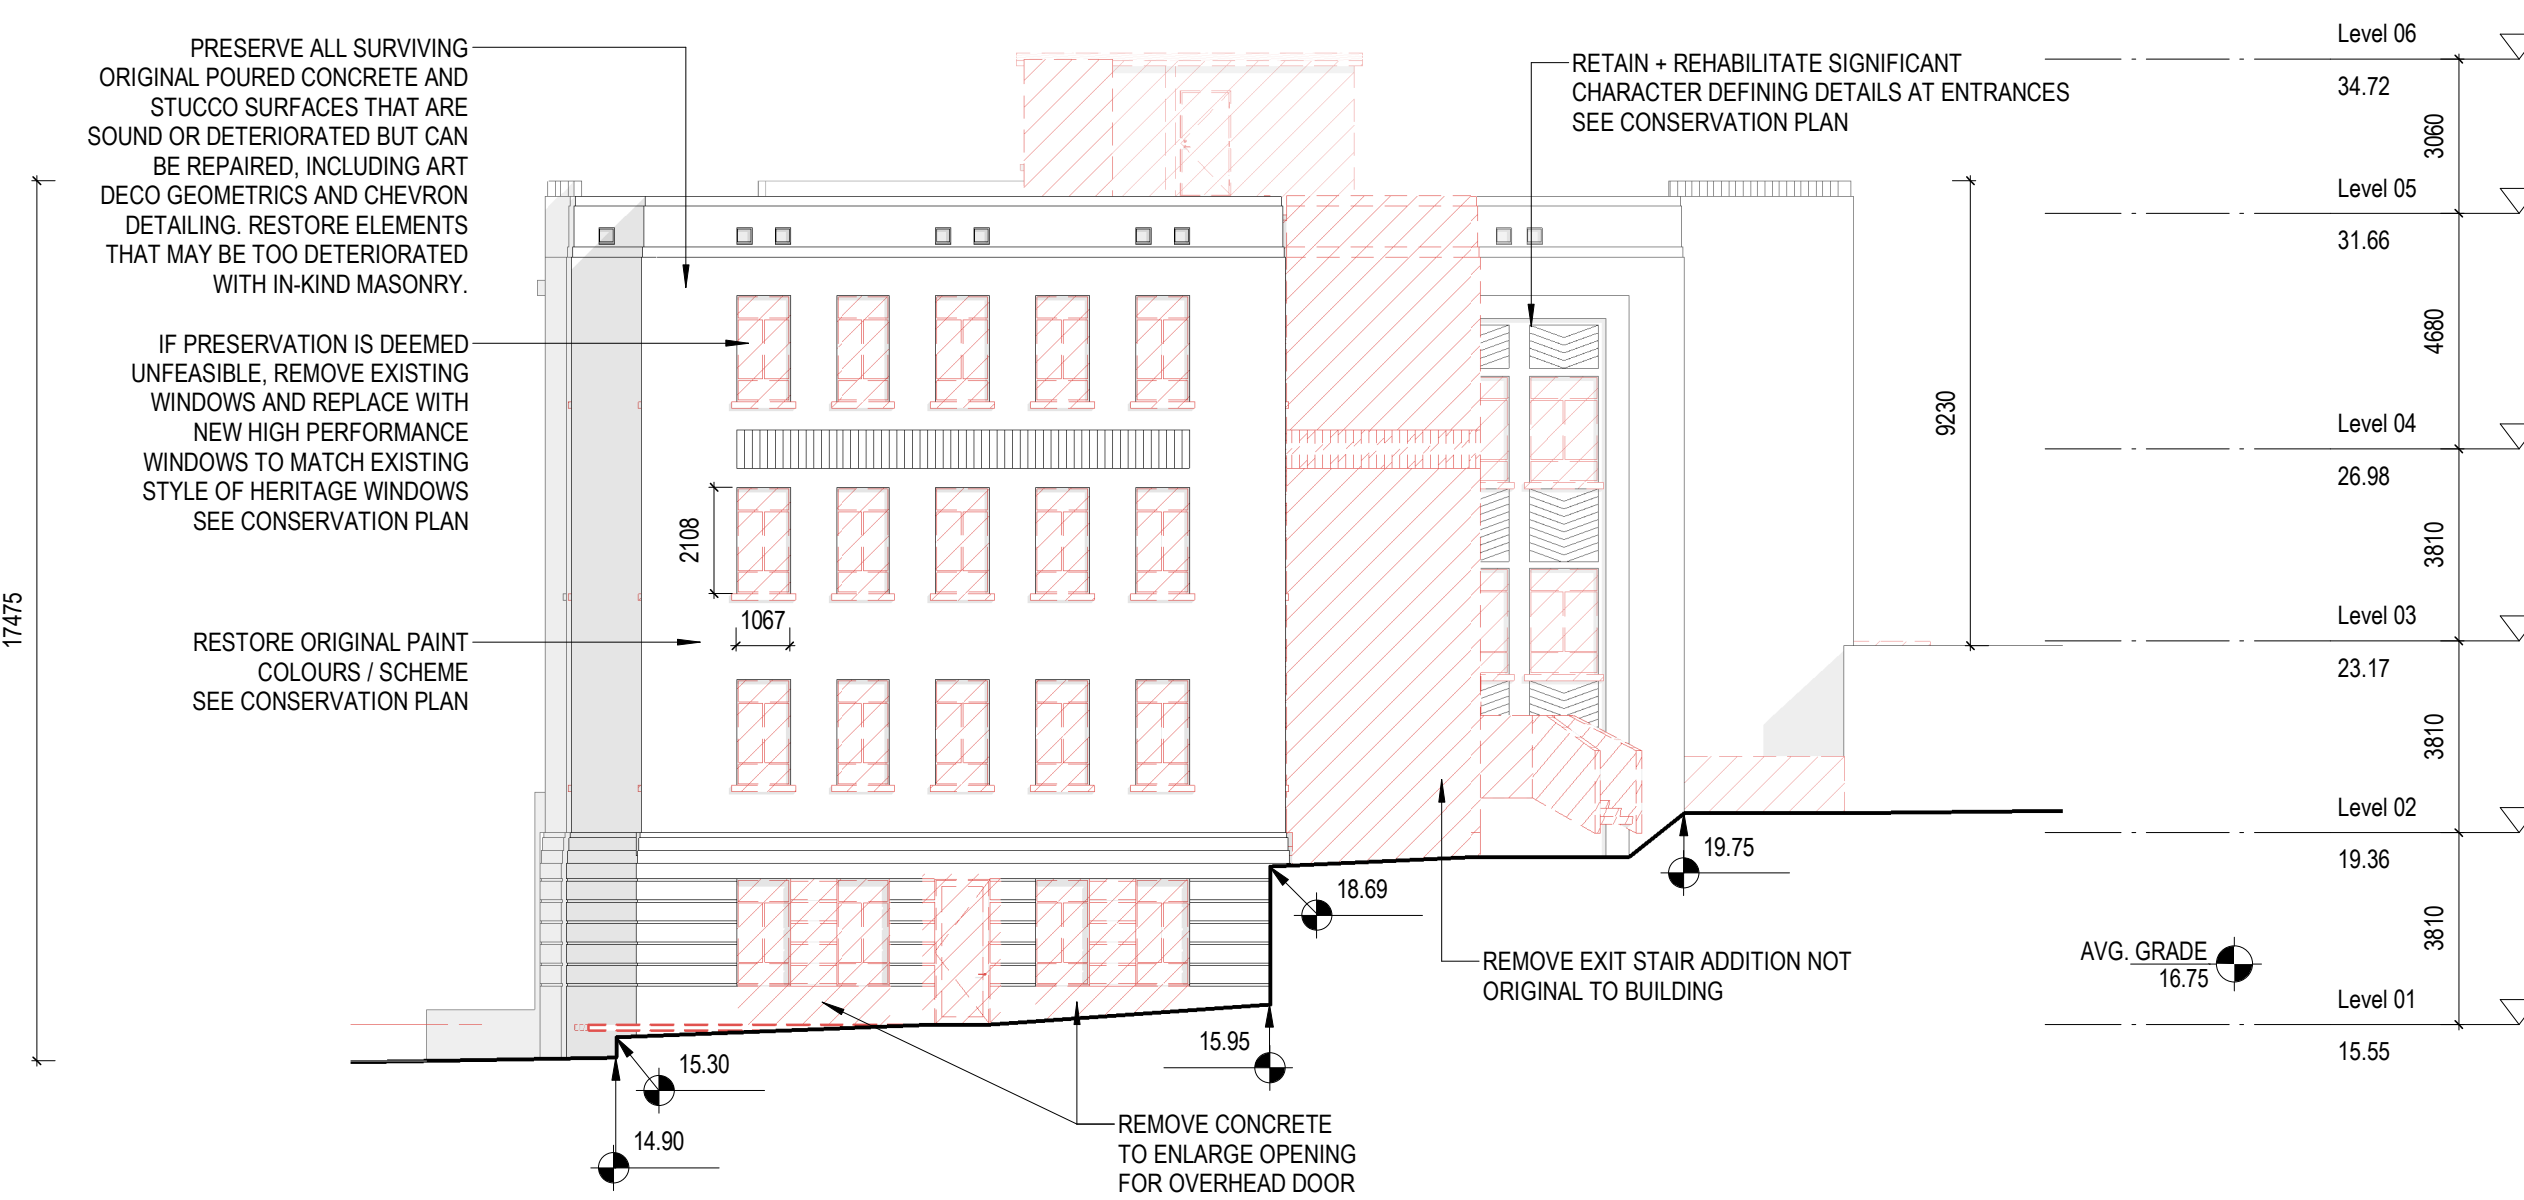 PRESERVE ALL SURVIVING
ORIGINAL POURED CONCRETE AND
STUCCO SURFACES THAT ARE
SOUND OR DETERIORATED BUT CAN
BE REPAIRED, INCLUDING ART
DECO GEOMETRICS AND CHEVRON
DETAILING. RESTORE ELEMENTS
THAT MAY BE TOO DETERIORATED
WITH IN-KIND MASONRY.
IF PRESERVATION IS DEEMED
UNFEASIBLE, REMOVE EXISTING
WINDOWS AND REPLACE WITH
NEW HIGH PERFORMANCE
WINDOWS TO MATCH EXISTING
STYLE OF HERITAGE WINDOWS
SEE CONSERVATION PLAN
RESTORE ORIGINAL PAINT
COLOURS / SCHEME
SEE CONSERVATION PLAN
17475
2108
1067
RETAIN + REHABILITATE SIGNIFICANT
CHARACTER DEFINING DETAILS AT ENTRANCES
SEE CONSERVATION PLAN
9230
19.75
18.69
REMOVE EXIT STAIR ADDITION NOT
ORIGINAL TO BUILDING
15.95
15.30
14.90
REMOVE CONCRETE
TO ENLARGE OPENING
FOR OVERHEAD DOOR
AVG. GRADE
16.75
Level 06
34.72
3060
Level 05
31.66
4680
Level 04
26.98
3810
Level 03
23.17
3810
Level 02
19.36
3810
Level 01
15.55